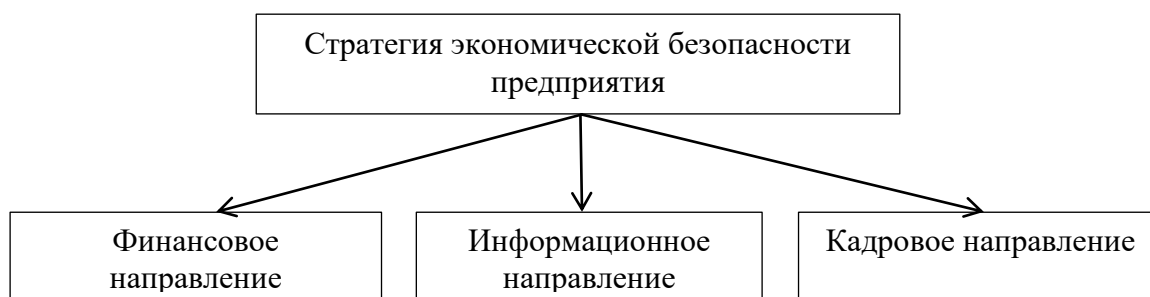 Стратегия экономической безопасности
предприятия
Финансовое
направление
Информационное
направление
Кадровое направление